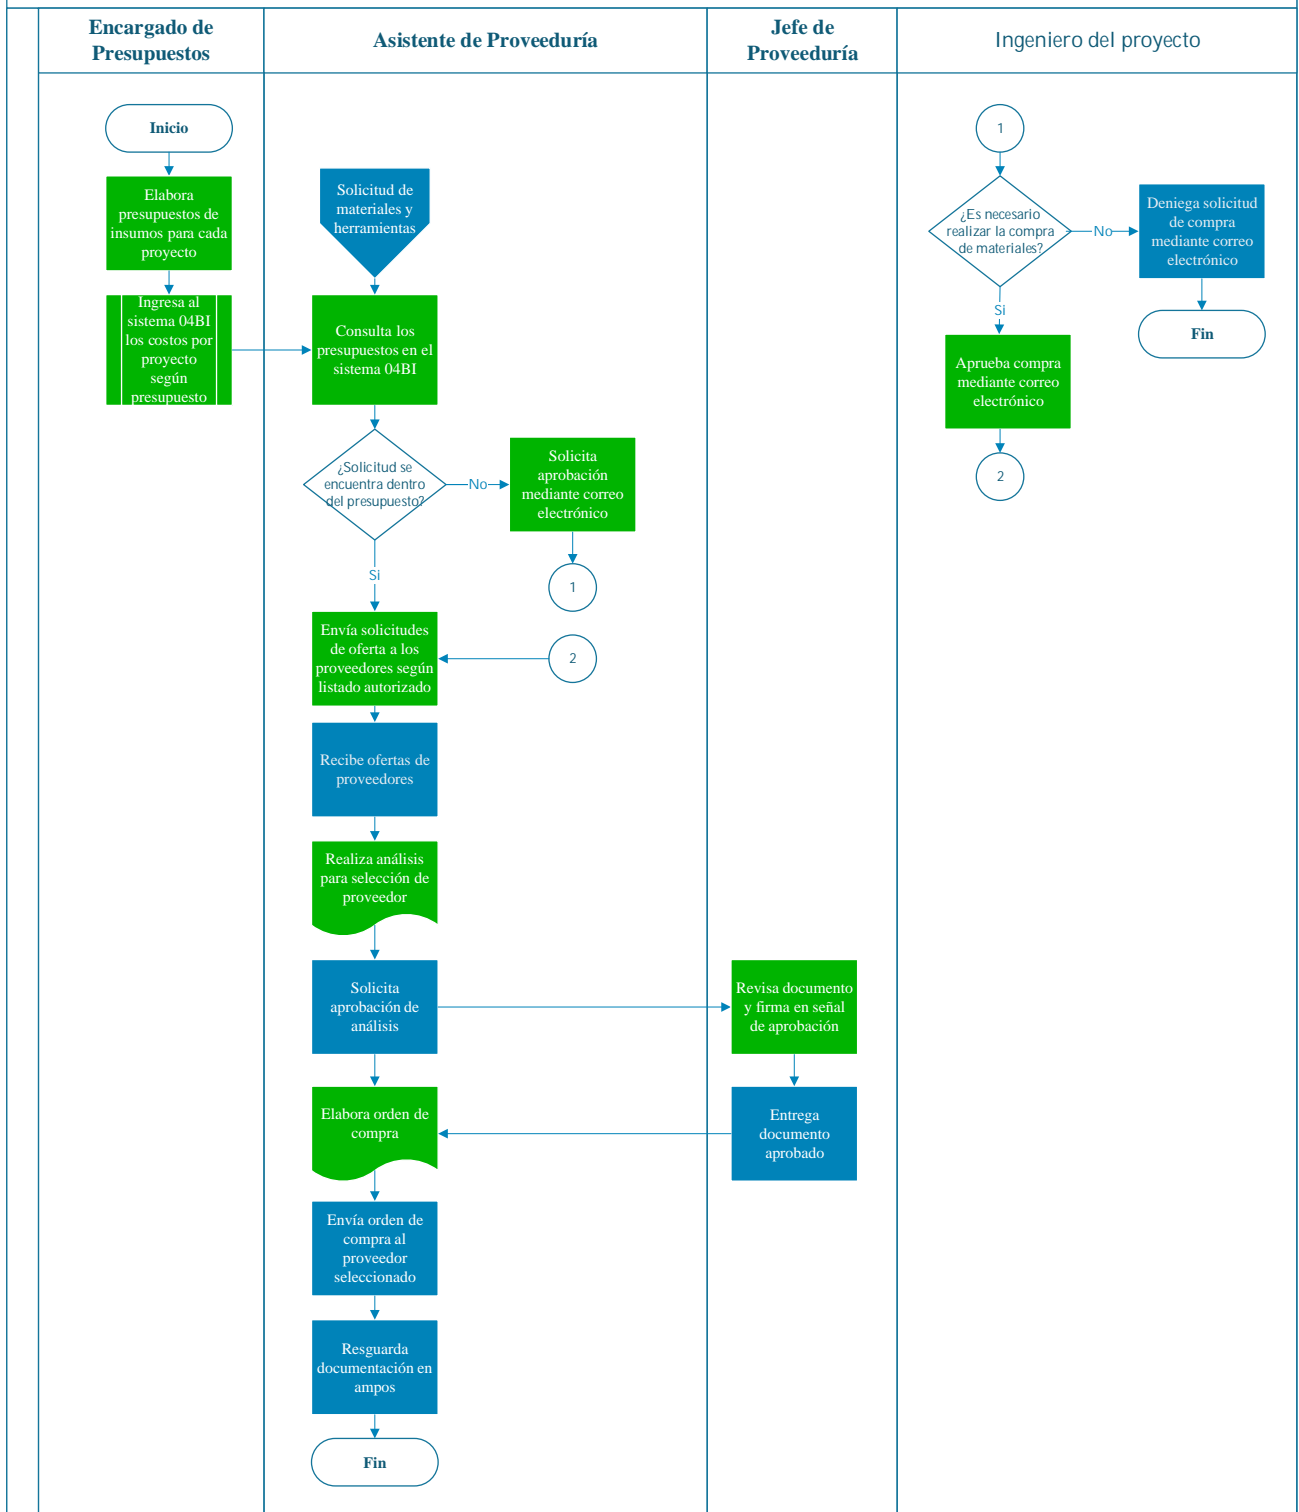 Encargado de
Presupuestos
Asistente de Proveeduría
Jefe de
Proveeduría
Ingeniero del proyecto
Inicio
Elabora
presupuestos de
insumos para cada
proyecto
Ingresa al
sistema 04BI
los costos por
proyecto
según
presupuesto
Solicitud de
materiales y
herramientas
Consulta los
presupuestos en el
sistema 04BI
¿Solicitud se
encuentra dentro
del presupuesto?
No
Solicita
aprobación
mediante correo
electrónico
1
Si
Envía solicitudes
de oferta a los
proveedores según
listado autorizado
2
Recibe ofertas de
proveedores
Realiza análisis
para selección de
proveedor
Solicita
aprobación de
análisis
Elabora orden de
compra
Envía orden de
compra al
proveedor
seleccionado
Resguarda
documentación en
ampos
Fin
Revisa documento
y firma en señal
de aprobación
Entrega
documento
aprobado
1
¿Es necesario
realizar la compra
de materiales?
No
Deniega solicitud
de compra
mediante correo
electrónico
Fin
Si
Aprueba compra
mediante correo
electrónico
2